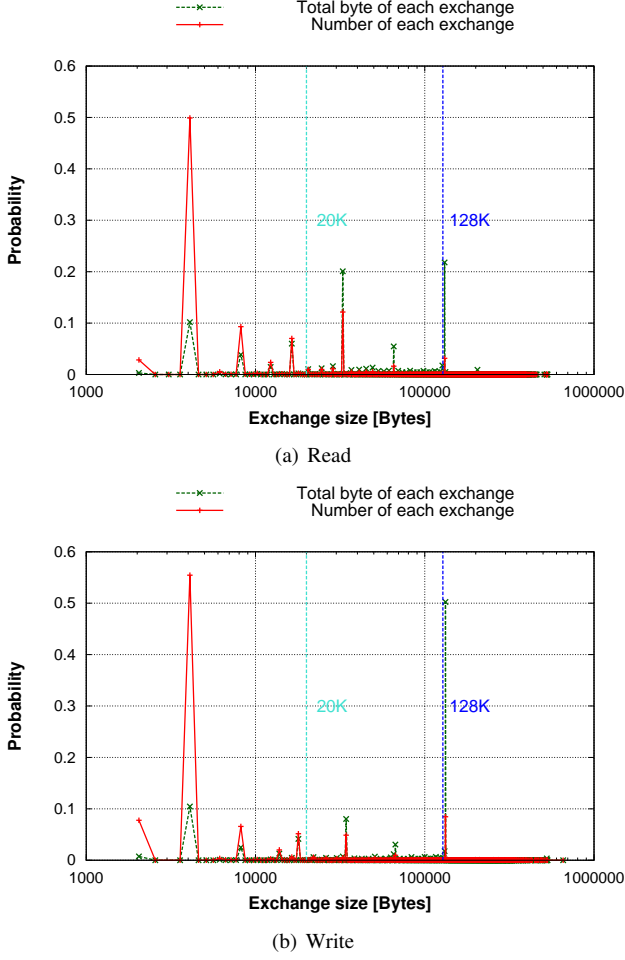 Total byte of each exchange
Number of each exchange
0.6
0.5
0.4
0.3
0.2
0.1
0
Probability
20K
128K
1000 10000 100000 1000000
Exchange size [Bytes]
(a) Read
Total byte of each exchange
Number of each exchange
0.6
0.5
0.4
0.3
0.2
0.1
0
Probability
20K
128K
1000 10000 100000 1000000
Exchange size [Bytes]
(b) Write